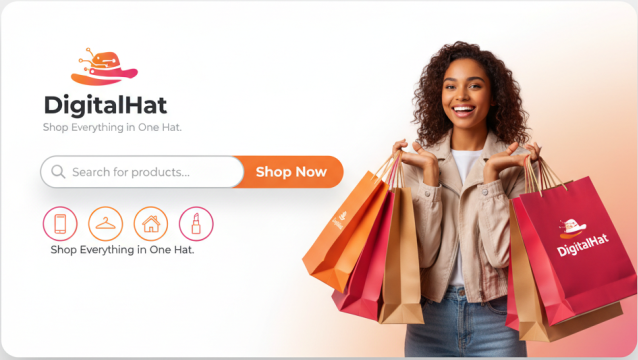 DigitalHat
Shop Everything in One Hat.
Search for products...
Shop Now
Shop Everything in One Hat.
DigitalHat